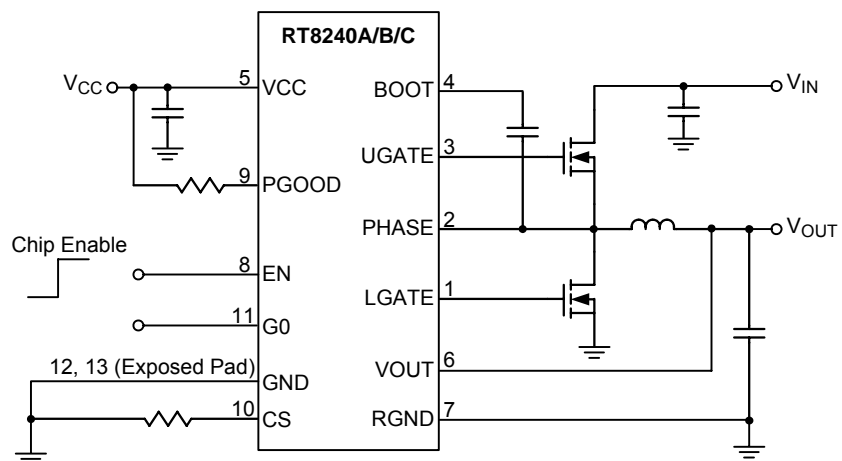 RT8240A/B/C
VCC
5
VCC
BOOT
4
VIN
UGATE
3
9
PGOOD
PHASE
2
VOUT
Chip Enable
8
EN
LGATE
1
11
G0
12, 13 (Exposed Pad)
GND
VOUT
6
10
CS
RGND
7